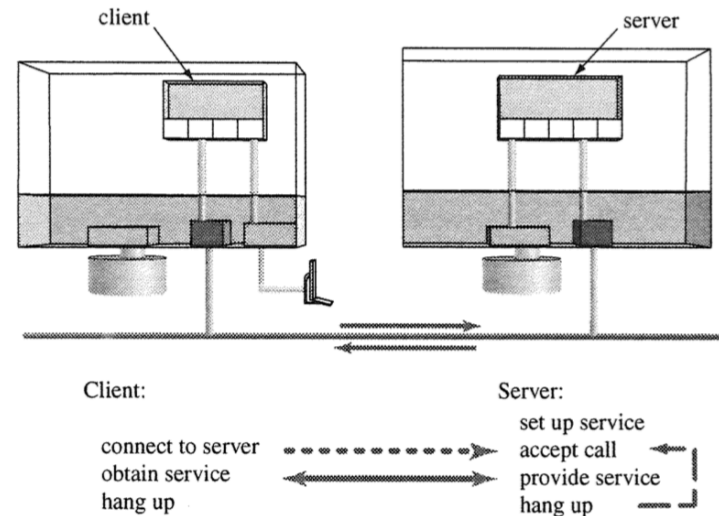 client
server
Client:
connect to server
obtain service
hang up
Server:
set up service
accept call
provide service
hang up